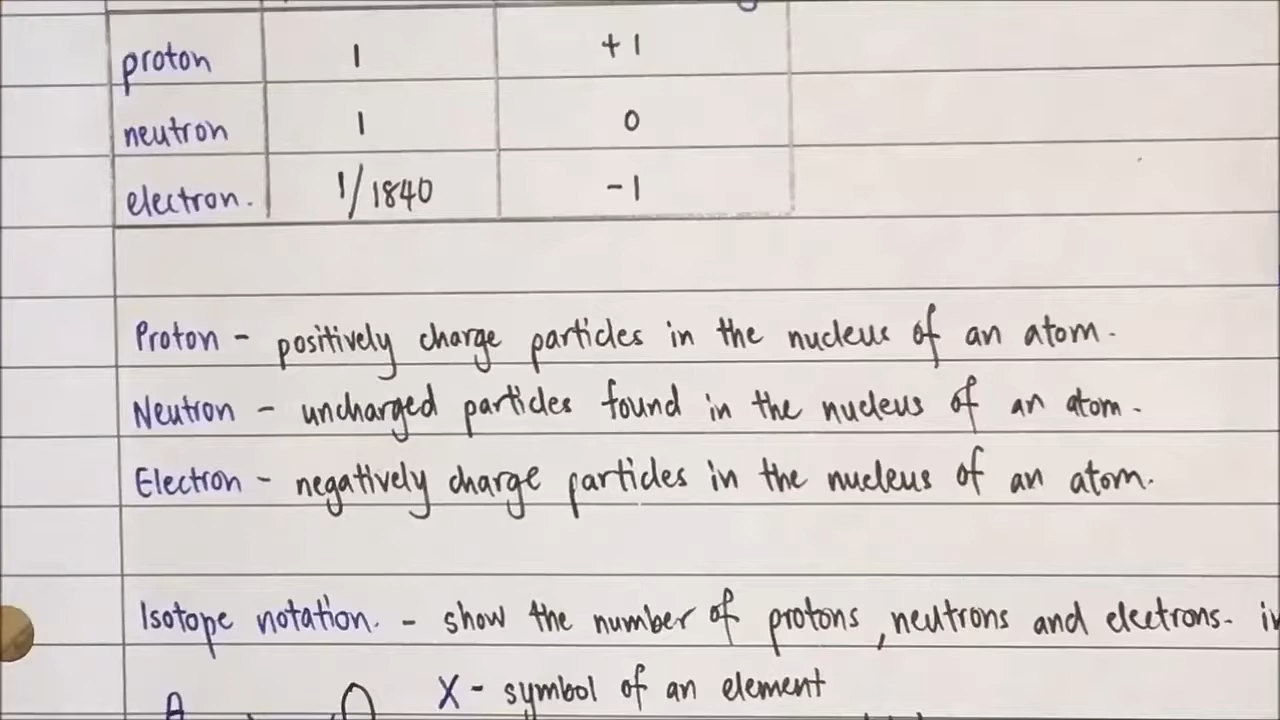 proton 1 +1
neutron 1 0
electron. 1/1840 -1
Proton - positively charge particles in the nucleus of an atom.
Neutron - uncharged particles found in the nucleus of an atom.
Electron - negatively charge particles in the nucleus of an atom.
Isotope notation. - show the number of protons, neutrons and electrons.
X - symbol of an element
A